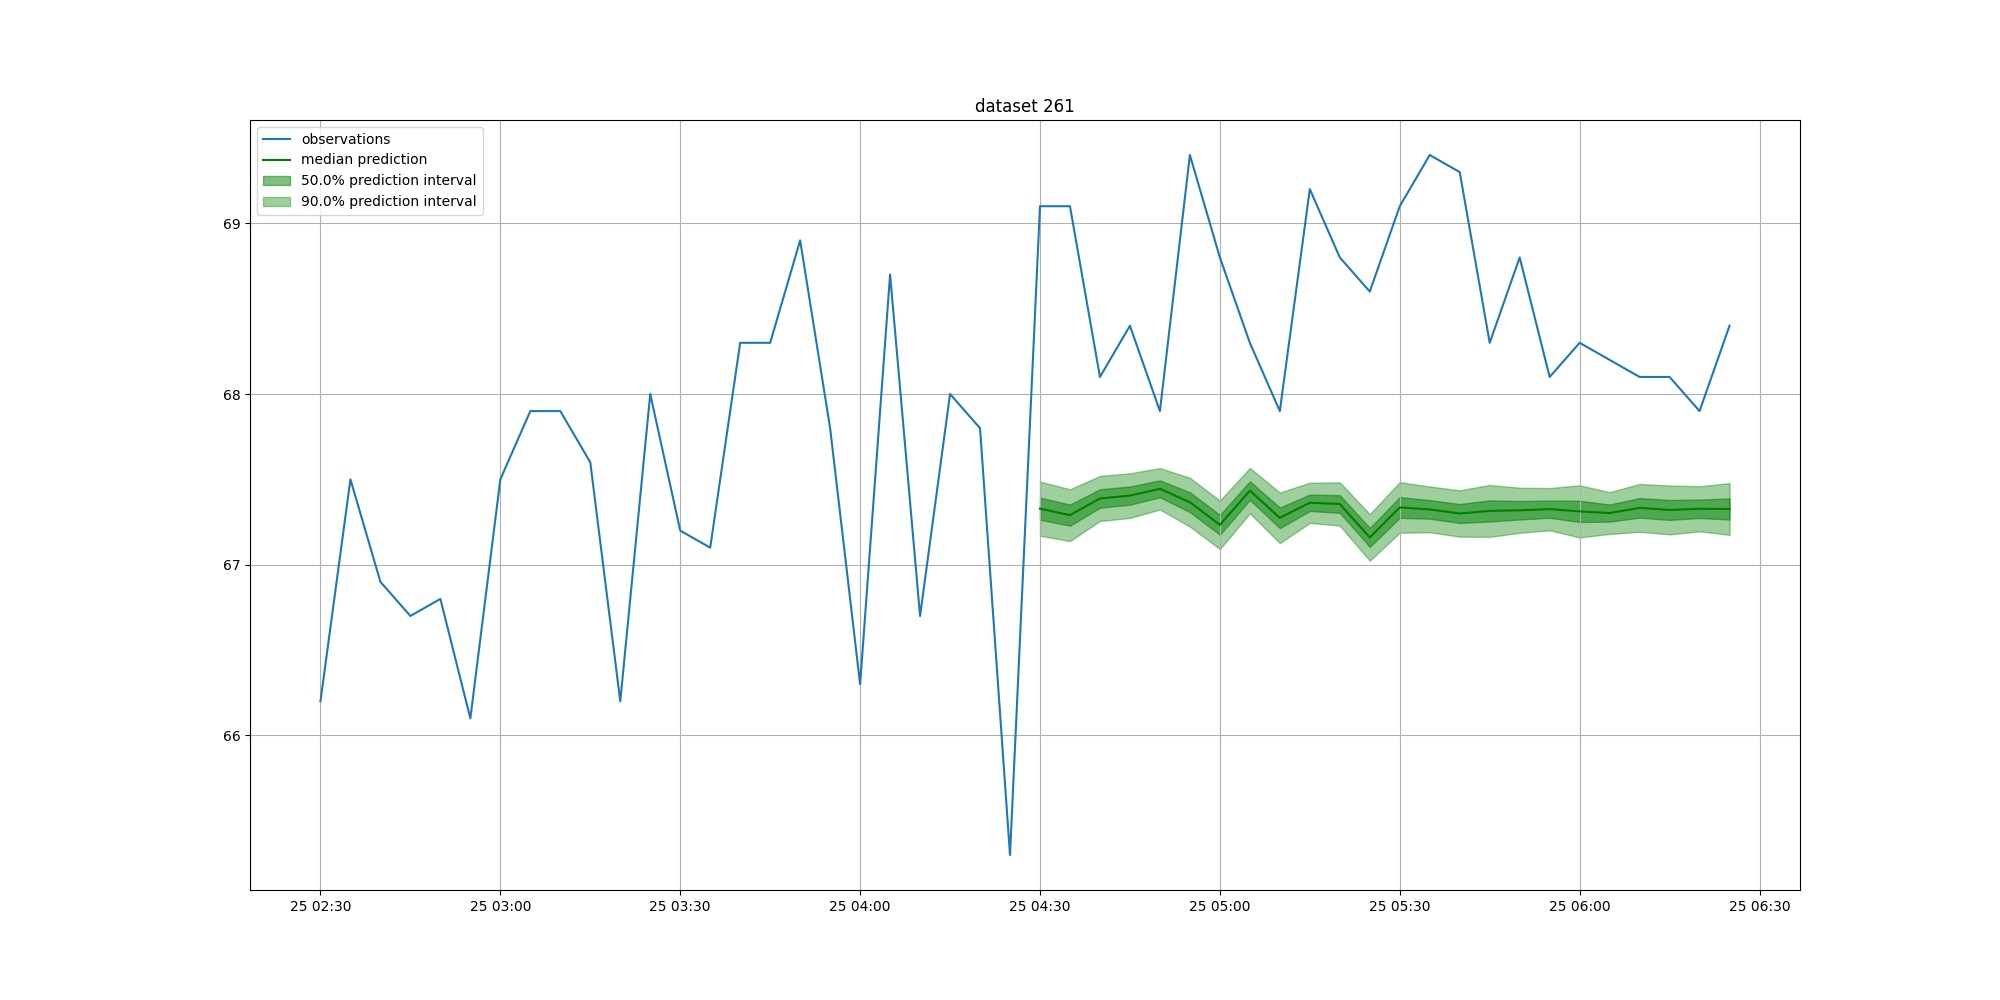 dataset 261
observations
median prediction
50.0% prediction interval
90.0% prediction interval
69
68
67
66
25 02:30 25 03:00 25 03:30 25 04:00 25 04:30 25 05:00 25 05:30 25 06:00 25 06:30